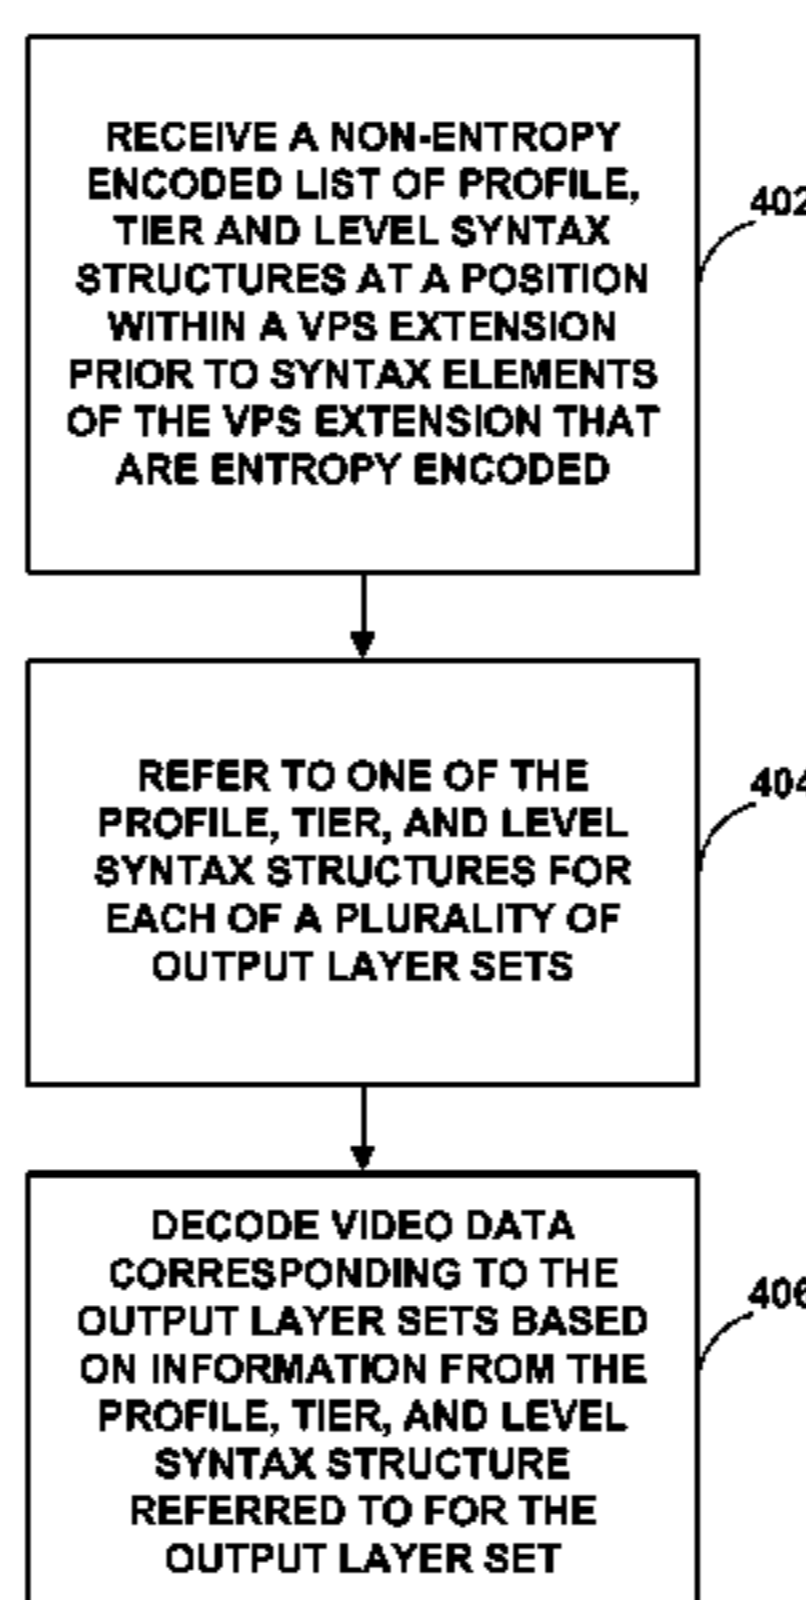 RECEIVE A NON-ENTROPY
ENCODED LIST OF PROFILE,
TIER AND LEVEL SYNTAX
STRUCTURES AT A POSITION
WITHIN A VPS EXTENSION
PRIOR TO SYNTAX ELEMENTS
OF THE VPS EXTENSION THAT
ARE ENTROPY ENCODED
402
REFER TO ONE OF THE
PROFILE, TIER, AND LEVEL
SYNTAX STRUCTURES FOR
EACH OF A PLURALITY OF
OUTPUT LAYER SETS
404
DECODE VIDEO DATA
CORRESPONDING TO THE
OUTPUT LAYER SETS BASED
ON INFORMATION FROM THE
PROFILE, TIER, AND LEVEL
SYNTAX STRUCTURE
REFERRED TO FOR THE
OUTPUT LAYER SET
406